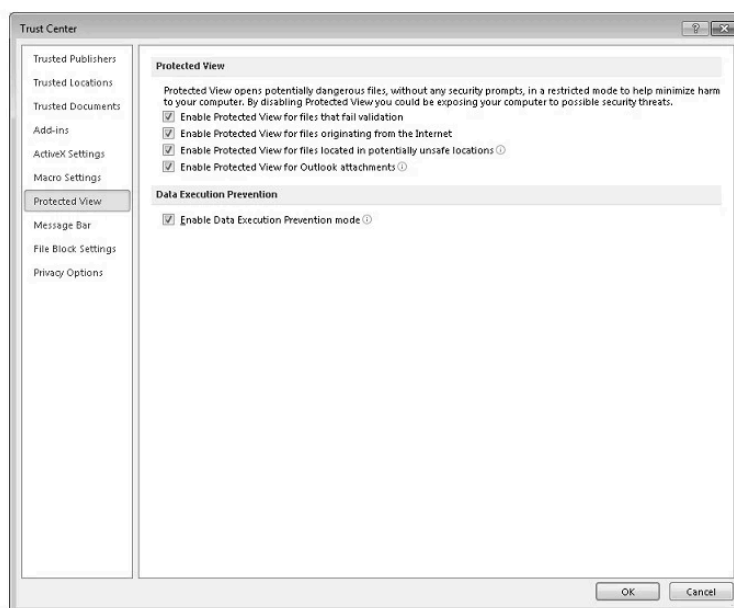 Trust Center
Trusted Publishers
Trusted Locations
Trusted Documents
Add-ins
ActiveX Settings
Macro Settings
Protected View
Message Bar
File Block Settings
Privacy Options
Protected View
Protected View opens potentially dangerous files, without any security prompts, in a restricted mode to help minimize harm
to your computer. By disabling Protected View you could be exposing your computer to possible security threats.
Enable Protected View for files that fail validation
Enable Protected View for files originating from the Internet
Enable Protected View for files located in potentially unsafe locations
Enable Protected View for Outlook attachments
Data Execution Prevention
Enable Data Execution Prevention mode
OK Cancel